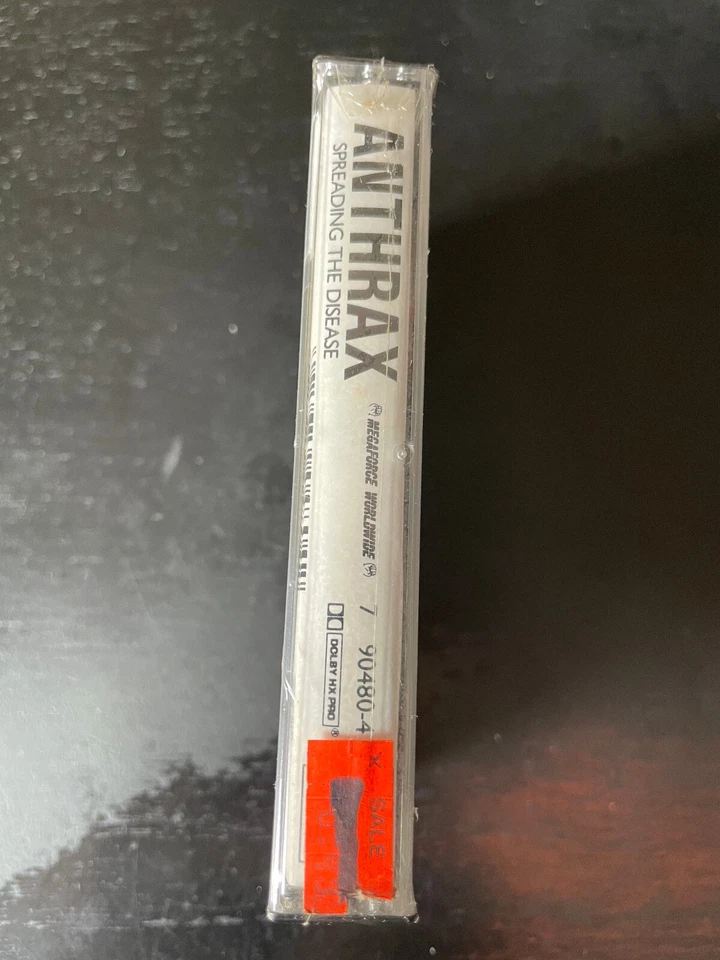 ANTHRAX
SPREADING THE DISEASE
MEGAFORCE WORLDWIDE
7 90480-4
DOLBY HX PRO ®
SALE